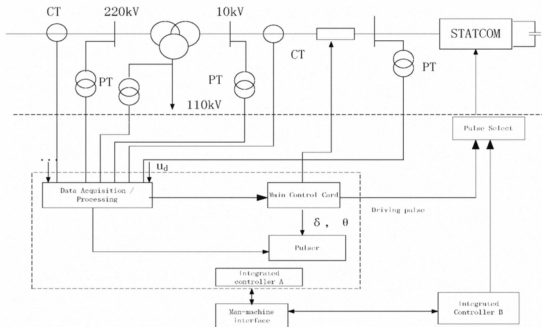 CT
220kV
10kV
STATCOM
CT
PT
PT
PT
110kV
Pulse Select
...
u_d
Data Acquisition /
Processing
Main Control Card
Driving pulse
δ , θ
Pulser
Integrated
controller A
Man-machine
interface
Integrated
Controller B